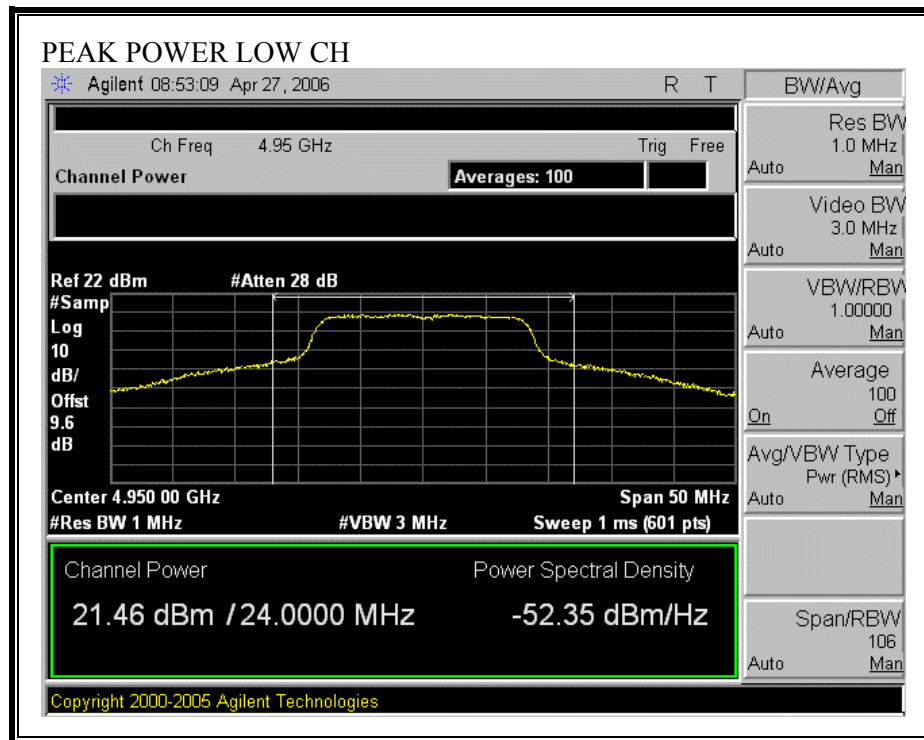 PEAK POWER LOW CH
Agilent 08:53:09 Apr 27, 2006 R T
BW/Avg
Ch Freq 4.95 GHz Trig Free
Channel Power Averages: 100
Ref 22 dBm #Atten 28 dB
#Samp
Log
10
dB/
Offst
9.6
dB
Center 4.950 00 GHz Span 50 MHz
#Res BW 1 MHz #VBW 3 MHz Sweep 1 ms (601 pts)
Channel Power Power Spectral Density
21.46 dBm / 24.0000 MHz -52.35 dBm/Hz
Copyright 2000-2005 Agilent Technologies
Res BW
1.0 MHz
Auto Man
Video BW
3.0 MHz
Auto Man
VBW/RBW
1.00000
Auto Man
Average
100
On Off
Avg/VBW Type
Pwr (RMS)
Auto Man
Span/RBW
106
Auto Man